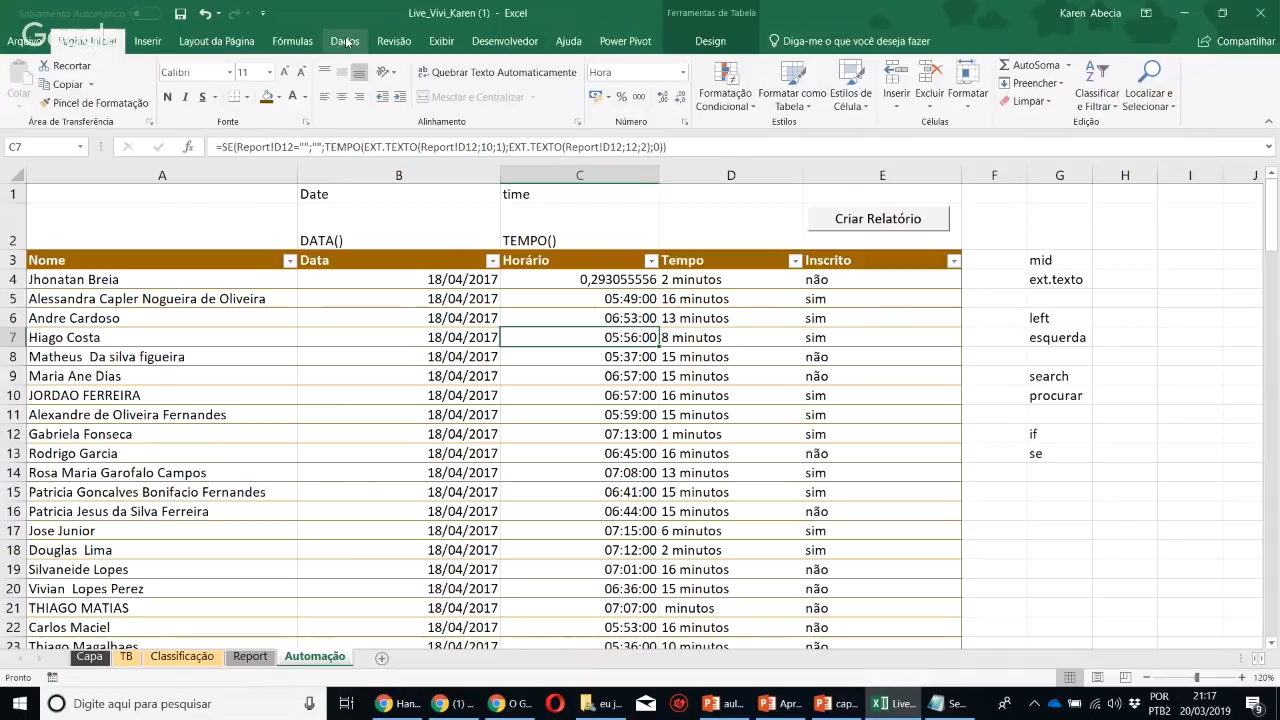 Salvamento Automático
Live_Vivi_Karen (1) - Excel
Ferramentas de Tabela
Karen Abecia
Inserir Layout da Página Fórmulas Dados Revisão Exibir Desenvolvedor Ajuda Power Pivot Design Diga-me o que você deseja fazer Compartilhar
Colar
Recortar
Copiar
Pincel de Formatação
Calibri 11
N I S
Quebrar Texto Automaticamente
Mesclar e Centralizar
Hora
% 000
Formatação Condicional
Formatar como Tabela
Estilos de Célula
Inserir Excluir Formatar
AutoSoma
Preencher
Limpar
Classificar e Filtrar
Localizar e Selecionar
Área de Transferência Fonte Alinhamento Número Estilos Células Edição
C7 fx =SE(Report!D12="";"";TEMPO(EXT.TEXTO(Report!D12;10;1);EXT.TEXTO(Report!D12;12;2);0))
A B C D E F G H I J
1 Date time
Criar Relatório
2 DATA() TEMPO()
3 Nome Data Horário Tempo Inscrito mid
4 Jhonatan Breia 18/04/2017 0,293055556 2 minutos não ext.texto
5 Alessandra Capler Nogueira de Oliveira 18/04/2017 05:49:00 16 minutos sim
6 Andre Cardoso 18/04/2017 06:53:00 13 minutos sim left
7 Hiago Costa 18/04/2017 05:56:00 8 minutos sim esquerda
8 Matheus Da silva figueira 18/04/2017 05:37:00 15 minutos não
9 Maria Ane Dias 18/04/2017 06:57:00 15 minutos não search
10 JORDAO FERREIRA 18/04/2017 06:57:00 16 minutos sim procurar
11 Alexandre de Oliveira Fernandes 18/04/2017 05:59:00 15 minutos sim
12 Gabriela Fonseca 18/04/2017 07:13:00 1 minutos sim if
13 Rodrigo Garcia 18/04/2017 06:45:00 16 minutos não se
14 Rosa Maria Garofalo Campos 18/04/2017 07:08:00 13 minutos sim
15 Patricia Goncalves Bonifacio Fernandes 18/04/2017 06:41:00 15 minutos sim
16 Patricia Jesus da Silva Ferreira 18/04/2017 06:44:00 15 minutos não
17 Jose Junior 18/04/2017 07:15:00 6 minutos sim
18 Douglas Lima 18/04/2017 07:12:00 2 minutos sim
19 Silvaneide Lopes 18/04/2017 07:01:00 16 minutos não
20 Vivian Lopes Perez 18/04/2017 06:36:00 15 minutos não
21 THIAGO MATIAS 18/04/2017 07:07:00 minutos não
22 Carlos Maciel 18/04/2017 05:53:00 16 minutos não
23 Thiago Magalhaes 18/04/2017 05:36:00 10 minutos não
Capa TB Classificação Report Automação
Pronto 120%
Digite aqui para pesquisar
Han... (1) ... O G... eu j... aul... Apr... cap... Live... Se...
POR
PTB2
21:17
20/03/2019